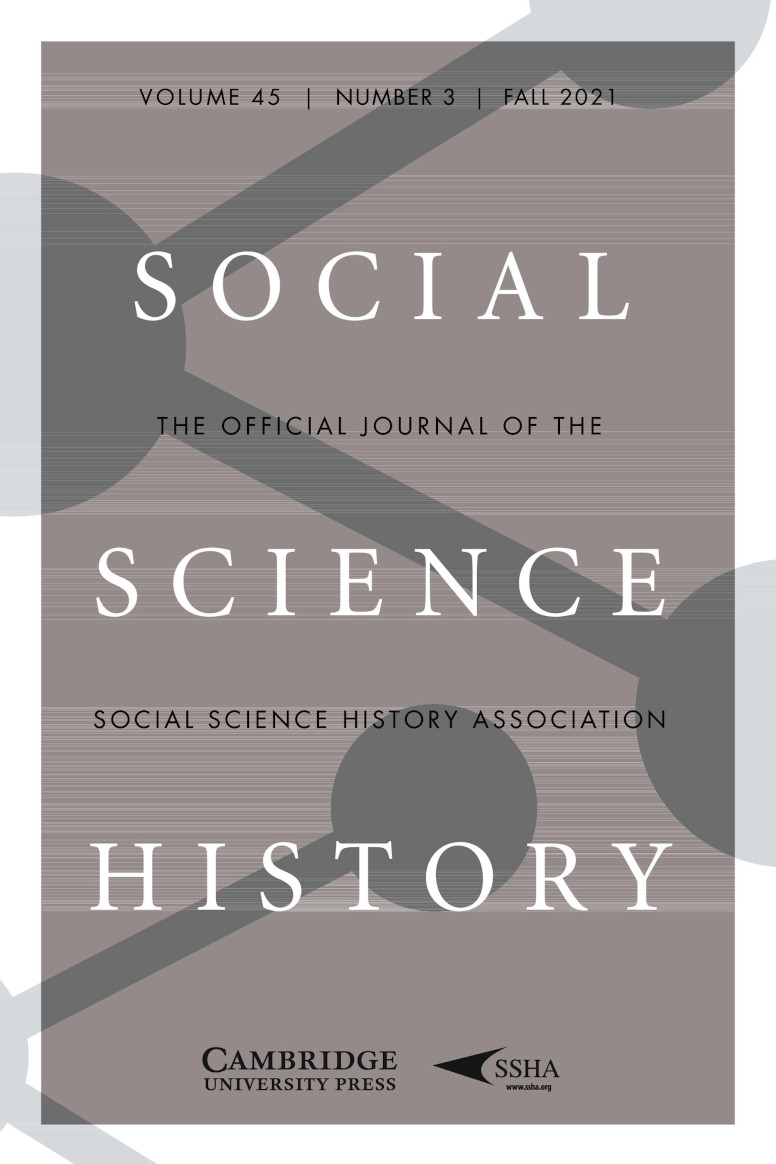 VOLUME 45 | NUMBER 3 | FALL 2021
SOCIAL
THE OFFICIAL JOURNAL OF THE
SCIENCE
SOCIAL SCIENCE HISTORY ASSOCIATION
HISTORY
CAMBRIDGE
UNIVERSITY PRESS
SSHA
www.ssha.org